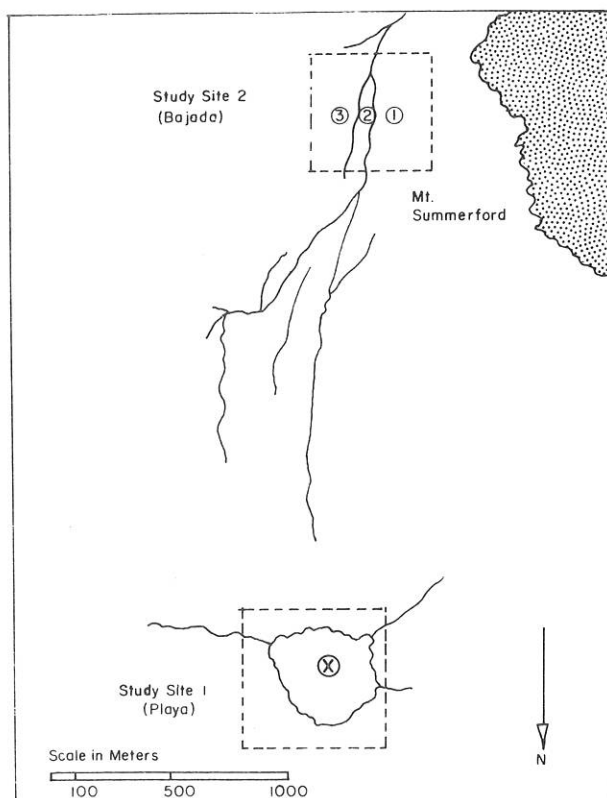 Study Site 2
(Bajada)
③ ② ①
Mt.
Summerford
X
Study Site 1
(Playa)
N
Scale in Meters
100 500 1000